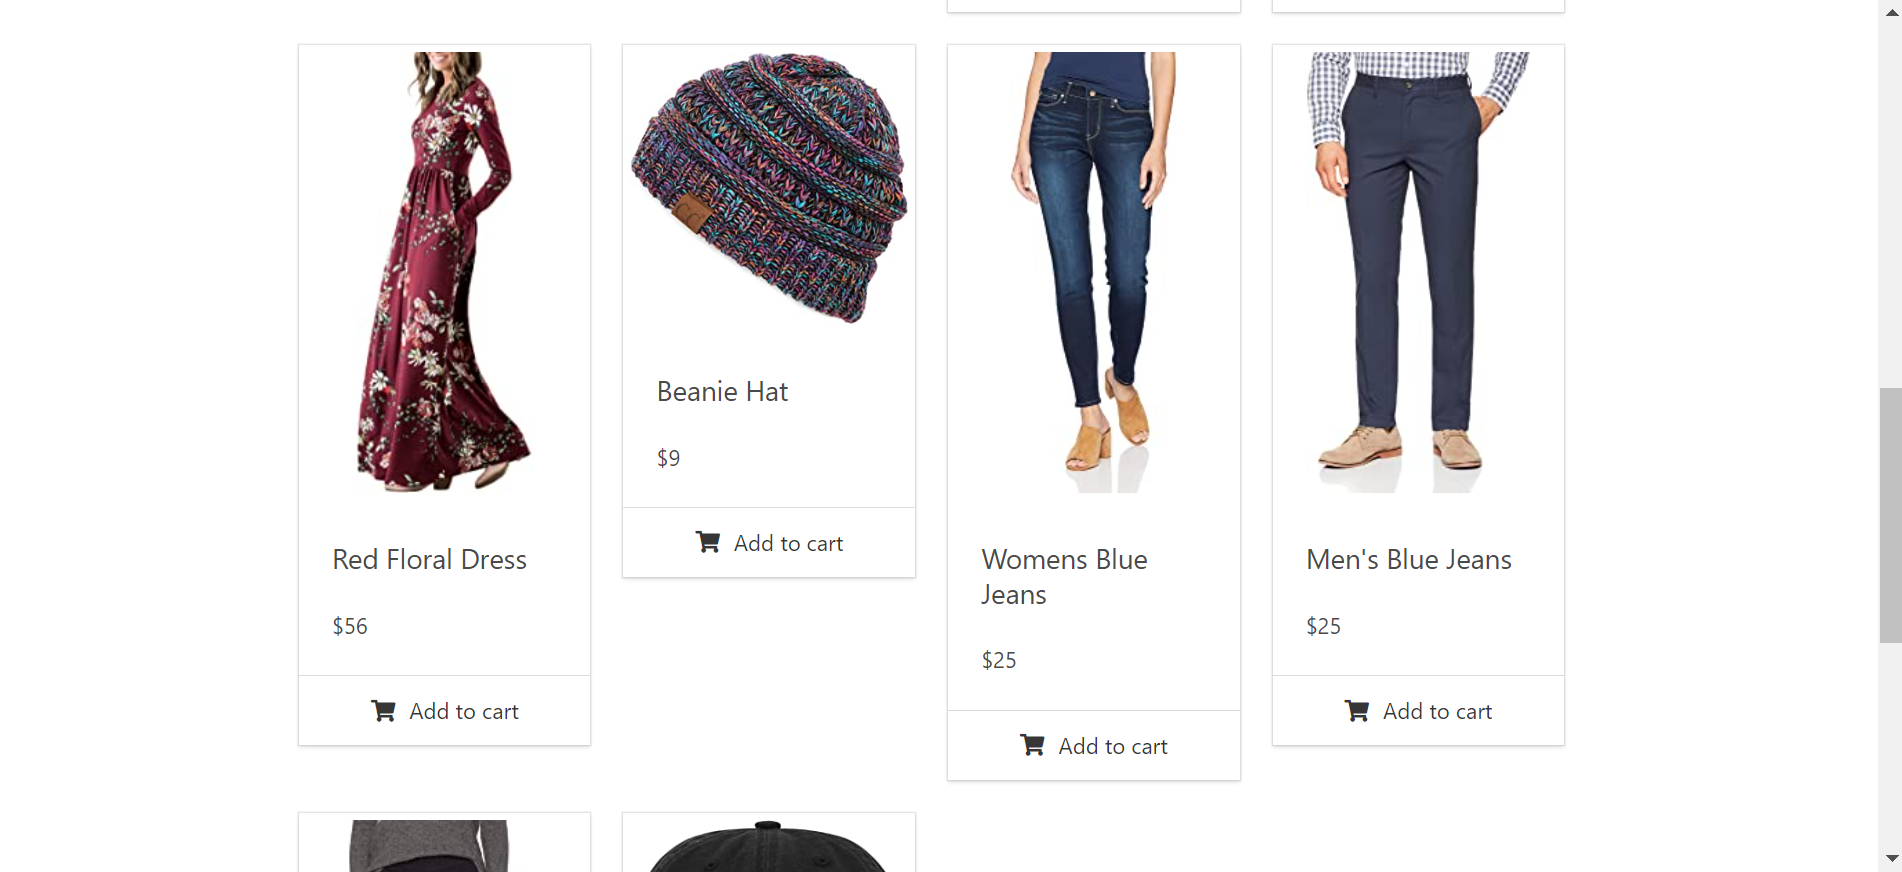 Red Floral Dress
$56
Add to cart
Beanie Hat
$9
Add to cart
Womens Blue
Jeans
$25
Add to cart
Men's Blue Jeans
$25
Add to cart